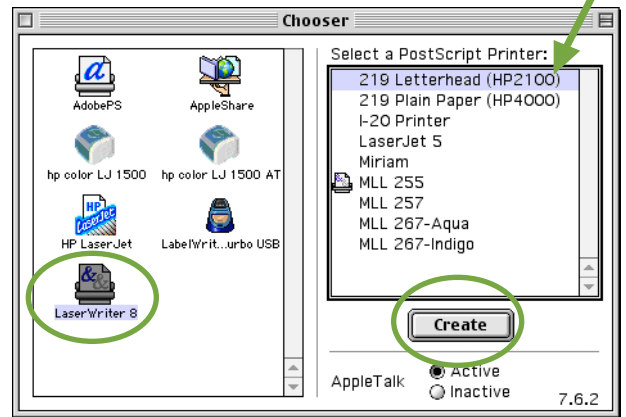 Chooser
Select a PostScript Printer:
AdobePS
AppleShare
hp color LJ 1500
hp color LJ 1500 AT
HP
LaserJet
HP LaserJet
LabelWrit...urbo USB
&&
LaserWriter 8
219 Letterhead (HP2100)
219 Plain Paper (HP4000)
I-20 Printer
LaserJet 5
Miriam
MLL 255
MLL 257
MLL 267-Aqua
MLL 267-Indigo
Create
AppleTalk
Active
Inactive
7.6.2